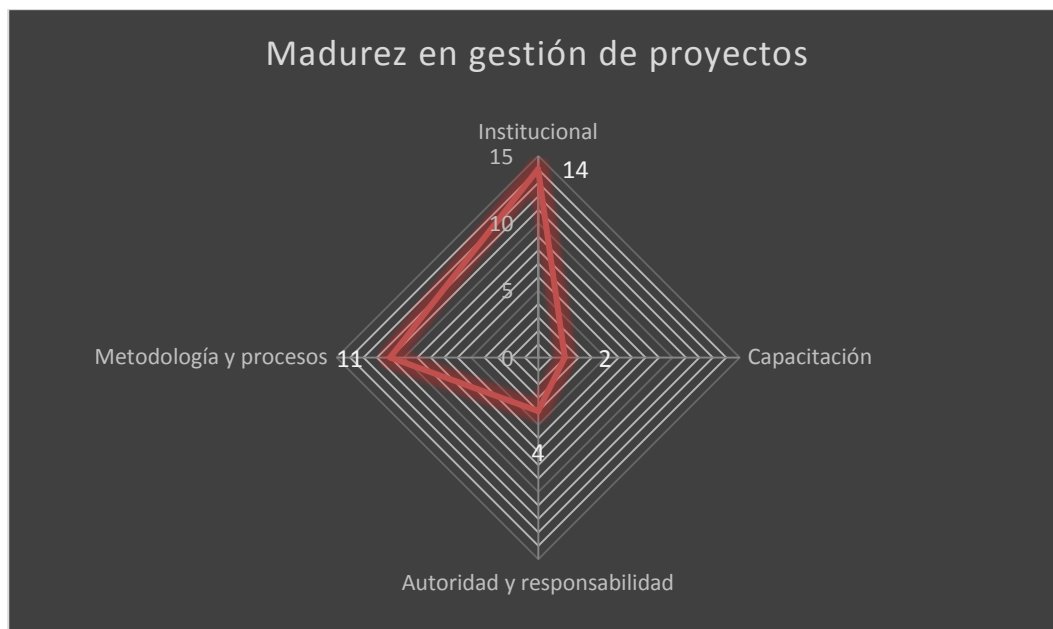 Madurez en gestión de proyectos
Institucional
15
14
10
5
Metodología y procesos
11
0
2
Capacitación
4
Autoridad y responsabilidad